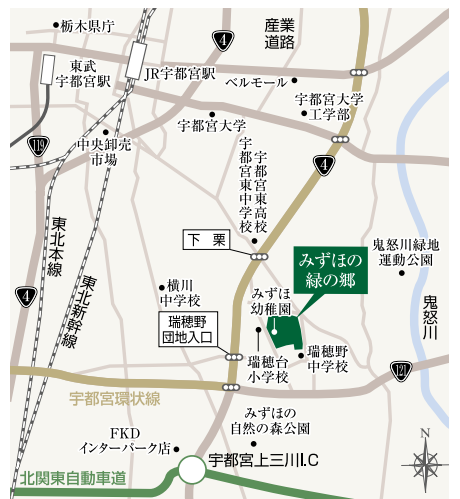 栃木県庁
産業
道路
4
東武
宇都宮駅
JR宇都宮駅
ベルモール
宇都宮大学
宇都宮大学
工学部
119
中央卸売
市場
4
宇都宮東高校
宇都宮東中学校
東北本線
東北新幹線
下 栗
みずほの
緑の郷
鬼怒川緑地
運動公園
4
横川
中学校
みずほ
幼稚園
鬼怒川
瑞穂野
団地入口
瑞穂台
小学校
瑞穂野
中学校
121
宇都宮環状線
みずほの
自然の森公園
FKD
インターパーク店
宇都宮上三川I.C
北関東自動車道
N